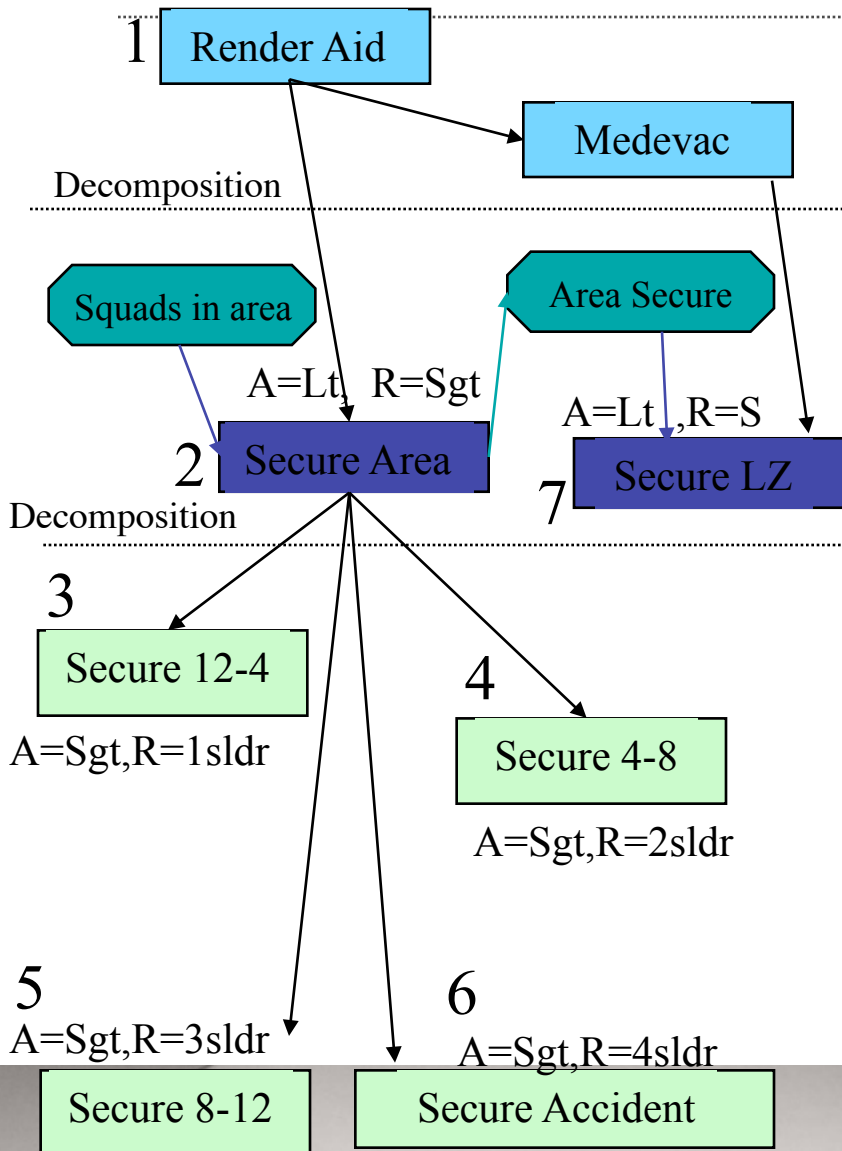 1
Render Aid
Medevac
Decomposition
Squads in area
Area Secure
A=Lt, R=Sgt
A=Lt ,R=S
2
Secure Area
7
Secure LZ
Decomposition
3
Secure 12-4
A=Sgt,R=1sldr
4
Secure 4-8
A=Sgt,R=2sldr
5
A=Sgt,R=3sldr
Secure 8-12
6
A=Sgt,R=4sldr
Secure Accident